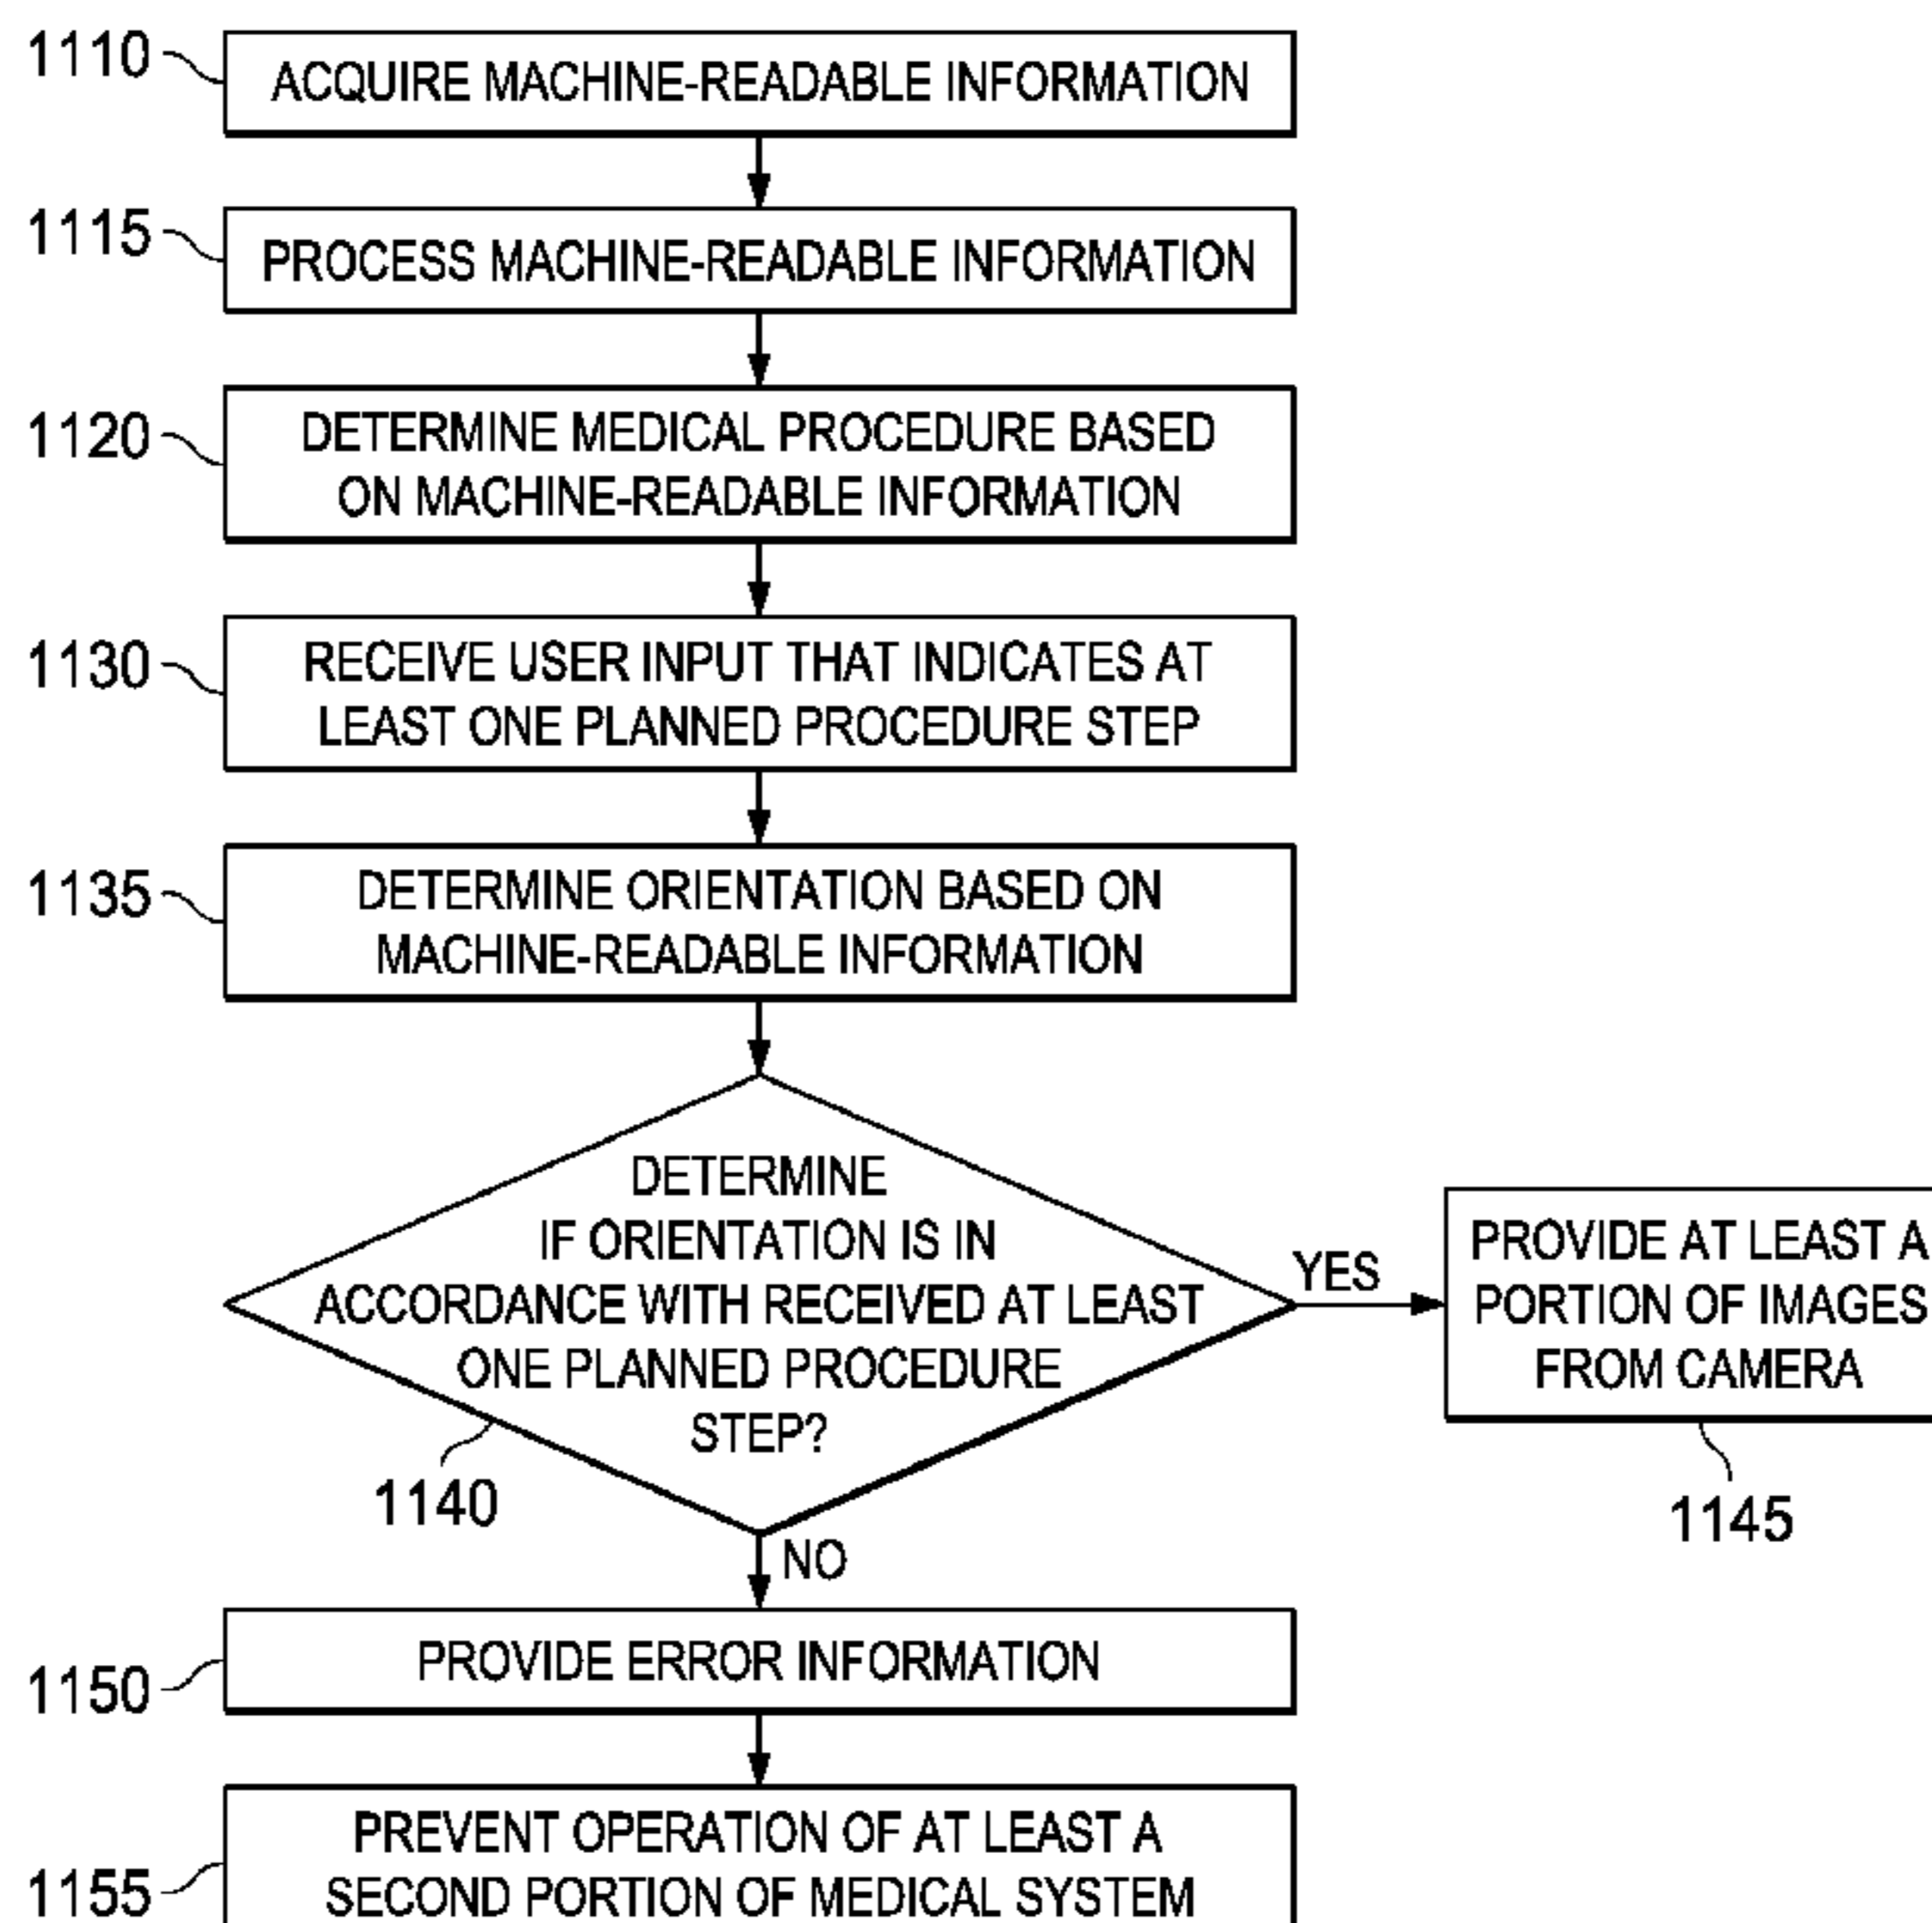 1110
ACQUIRE MACHINE-READABLE INFORMATION
1115
PROCESS MACHINE-READABLE INFORMATION
1120
DETERMINE MEDICAL PROCEDURE BASED
ON MACHINE-READABLE INFORMATION
1130
RECEIVE USER INPUT THAT INDICATES AT
LEAST ONE PLANNED PROCEDURE STEP
1135
DETERMINE ORIENTATION BASED ON
MACHINE-READABLE INFORMATION
DETERMINE
IF ORIENTATION IS IN
ACCORDANCE WITH RECEIVED AT LEAST
ONE PLANNED PROCEDURE
STEP?
1140
YES
PROVIDE AT LEAST A
PORTION OF IMAGES
FROM CAMERA
1145
NO
1150
PROVIDE ERROR INFORMATION
1155
PREVENT OPERATION OF AT LEAST A
SECOND PORTION OF MEDICAL SYSTEM